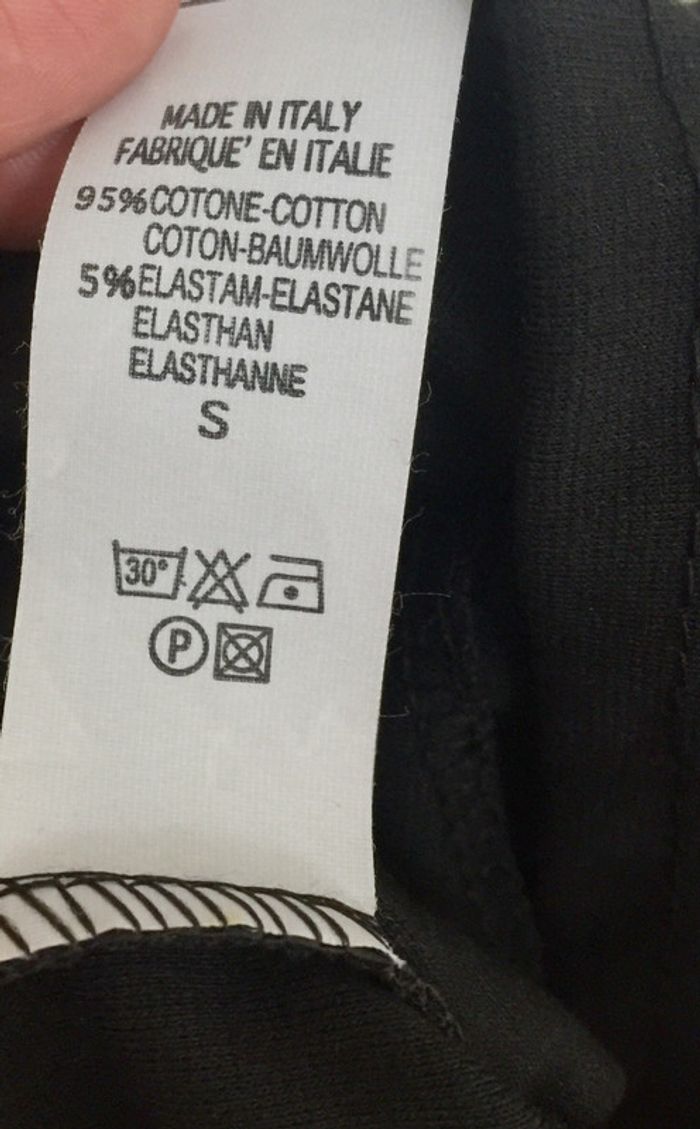 MADE IN ITALY
FABRIQUE' EN ITALIE
95%COTONE-COTTON
COTON-BAUMWOLLE
5%ELASTAM-ELASTANE
ELASTHAN
ELASTHANNE
S
30°
P